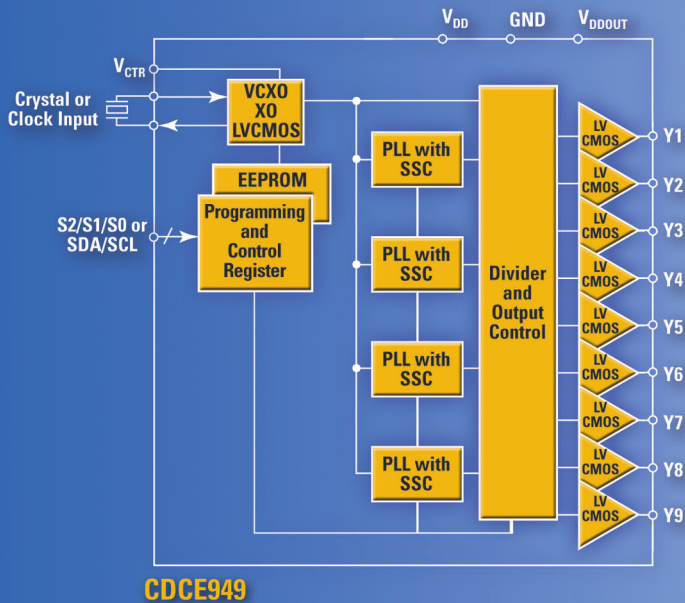 VDD
GND
VDDOUT
VCTR
Crystal or
Clock Input
VCXO
XO
LVCMOS
EEPROM
Programming
and
Control
Register
S2/S1/S0 or
SDA/SCL
PLL with
SSC
PLL with
SSC
PLL with
SSC
PLL with
SSC
Divider
and
Output
Control
LV
CMOS
Y1
LV
CMOS
Y2
LV
CMOS
Y3
LV
CMOS
Y4
LV
CMOS
Y5
LV
CMOS
Y6
LV
CMOS
Y7
LV
CMOS
Y8
LV
CMOS
Y9
CDCE949